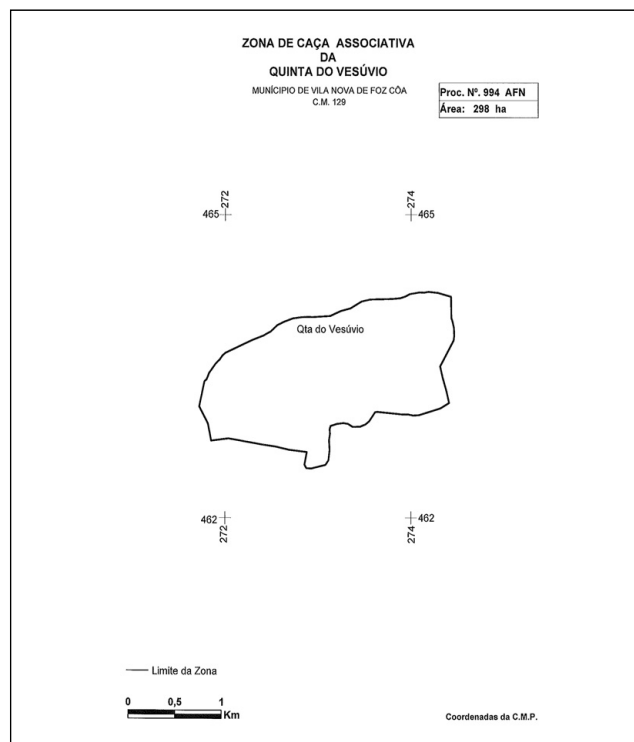 ZONA DE CAÇA ASSOCIATIVA
DA
QUINTA DO VESÚVIO
MUNÍCIPIO DE VILA NOVA DE FOZ CÔA
C.M. 129
Proc. Nº. 994 AFN
Área: 298 ha
272
274
465
465
Qta do Vesúvio
462
462
272
274
Limite da Zona
0 0,5 1
Km
Coordenadas da C.M.P.